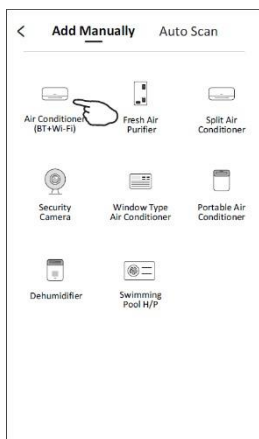 Add Manually Auto Scan
Air Conditioner
(BT+Wi-Fi)
Fresh Air
Purifier
Split Air
Conditioner
Security
Camera
Window Type
Air Conditioner
Portable Air
Conditioner
Dehumidifier
Swimming
Pool H/P